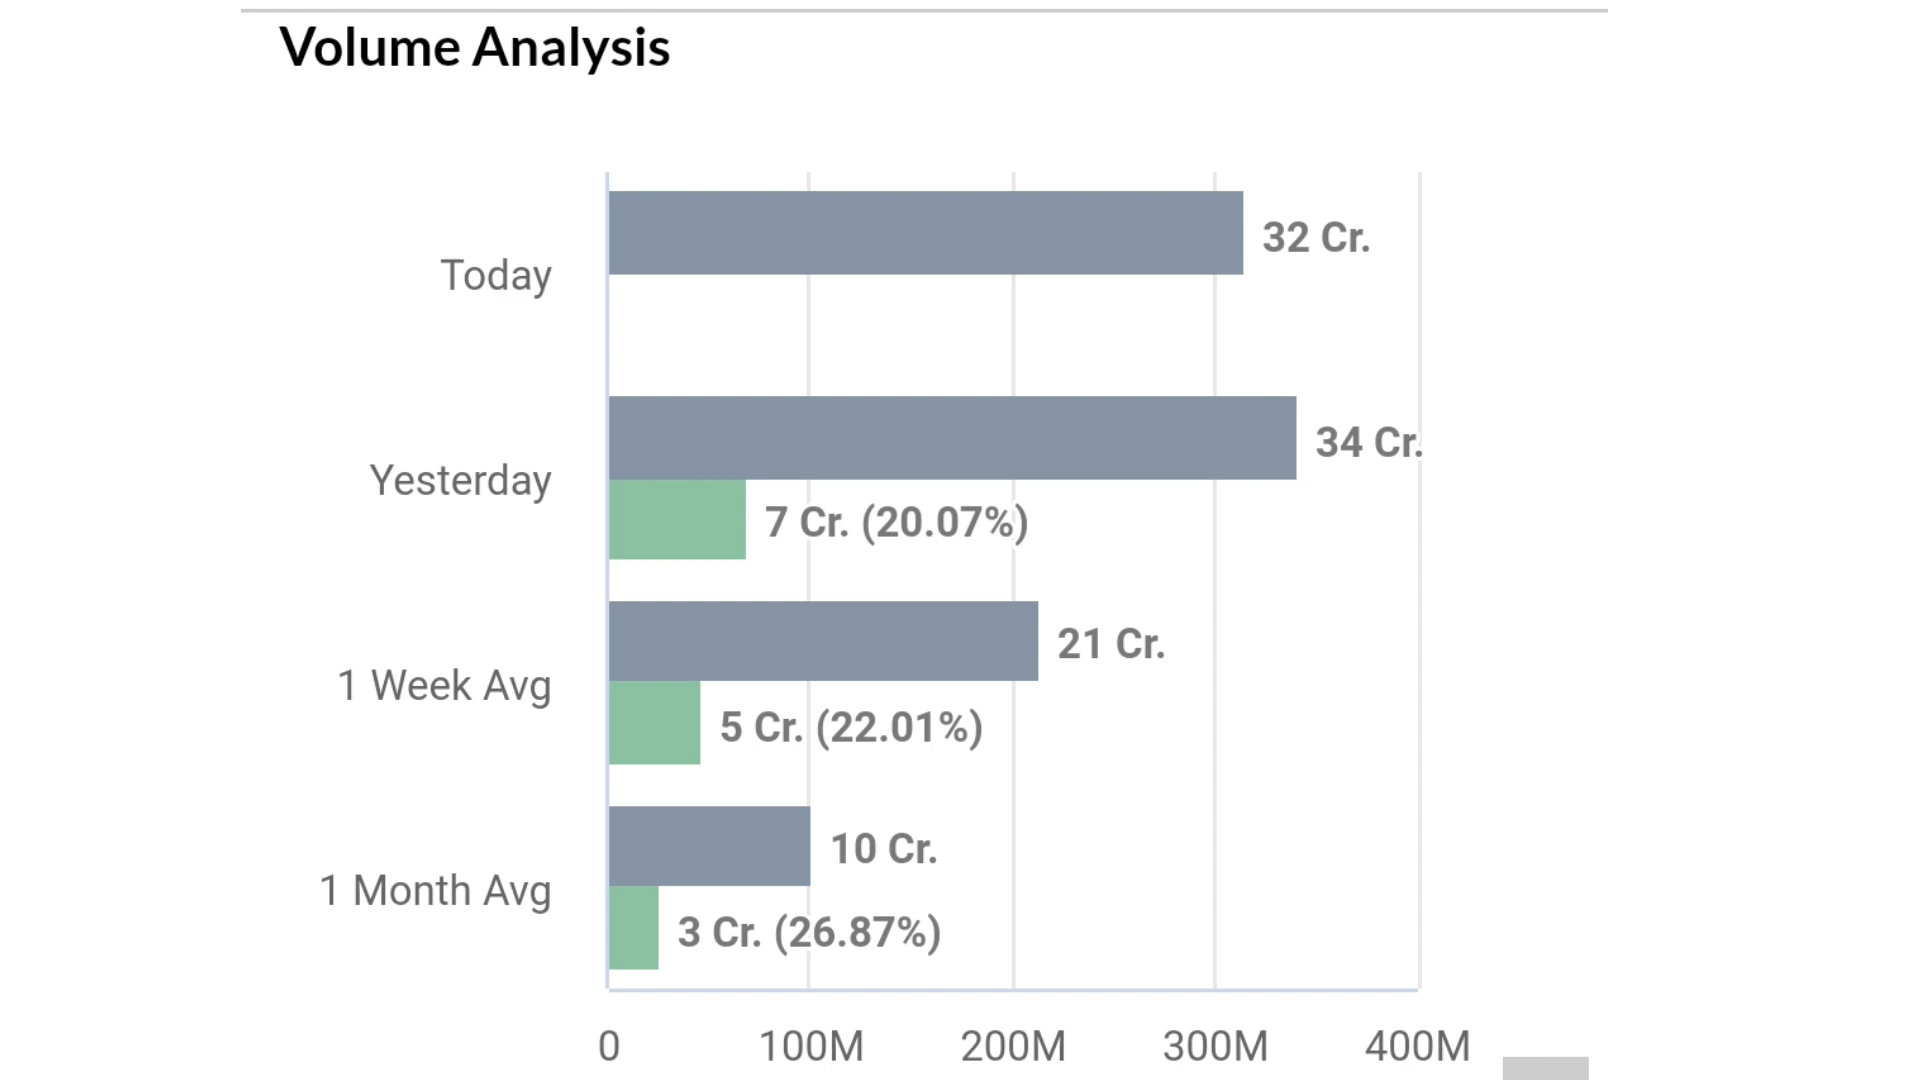 Volume Analysis
Today
32 Cr.
Yesterday
34 Cr.
7 Cr. (20.07%)
1 Week Avg
21 Cr.
5 Cr. (22.01%)
1 Month Avg
10 Cr.
3 Cr. (26.87%)
0 100M 200M 300M 400M